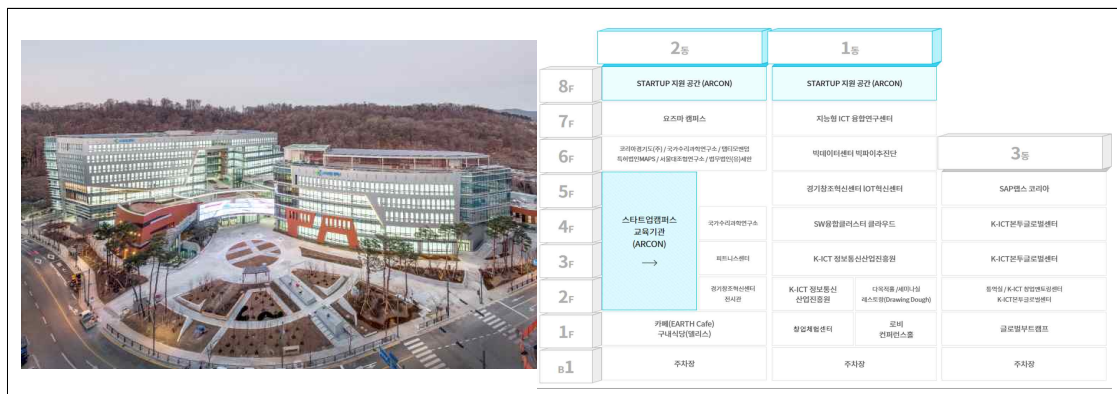 2동 1동
8F STARTUP 지원 공간 (ARCON) STARTUP 지원 공간 (ARCON)
7F 요즈마 캠퍼스 지능형 ICT 융합연구센터
6F 코리아경기도(주) / 국가수리과학연구소 / 탭티모밴텀
특허법인MAPS / 서울대조합연구소 / 법무법인(유)세한
빅데이터센터 빅파이추진단
3동
5F 경기창조혁신센터 IOT혁신센터 SAP랩스 코리아
스타트업캠퍼스
교육기관
(ARCON)
→
4F 국가수리과학연구소 SW융합클러스터 클라우드 K-ICT본투글로벌센터
3F 피트니스센터 K-ICT 정보통신산업진흥원 K-ICT본투글로벌센터
2F 경기창조혁신센터
전시관
K-ICT 정보통신
산업진흥원
다목적홀 /세미나실
레스토랑(Drawing Dough)
K-ICT 창업멘토링센터
K-ICT본투글로벌센터
1F 카페(EARTH Cafe)
구내식당(델리스)
창업체험센터
로비
컨퍼런스홀
글로벌부트캠프
B1 주차장 주차장 주차장